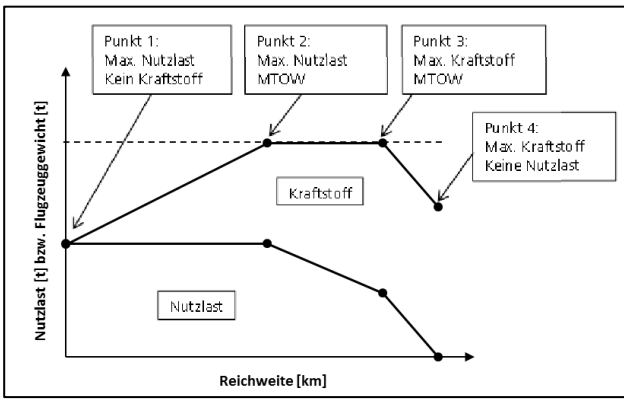 Punkt 1:
Max. Nutzlast
Kein Kraftstoff
Punkt 2:
Max. Nutzlast
MTOW
Punkt 3:
Max. Kraftstoff
MTOW
Punkt 4:
Max. Kraftstoff
Keine Nutzlast
Nutzlast [t] bzw. Flugzeuggewicht [t]
Kraftstoff
Nutzlast
Reichweite [km]